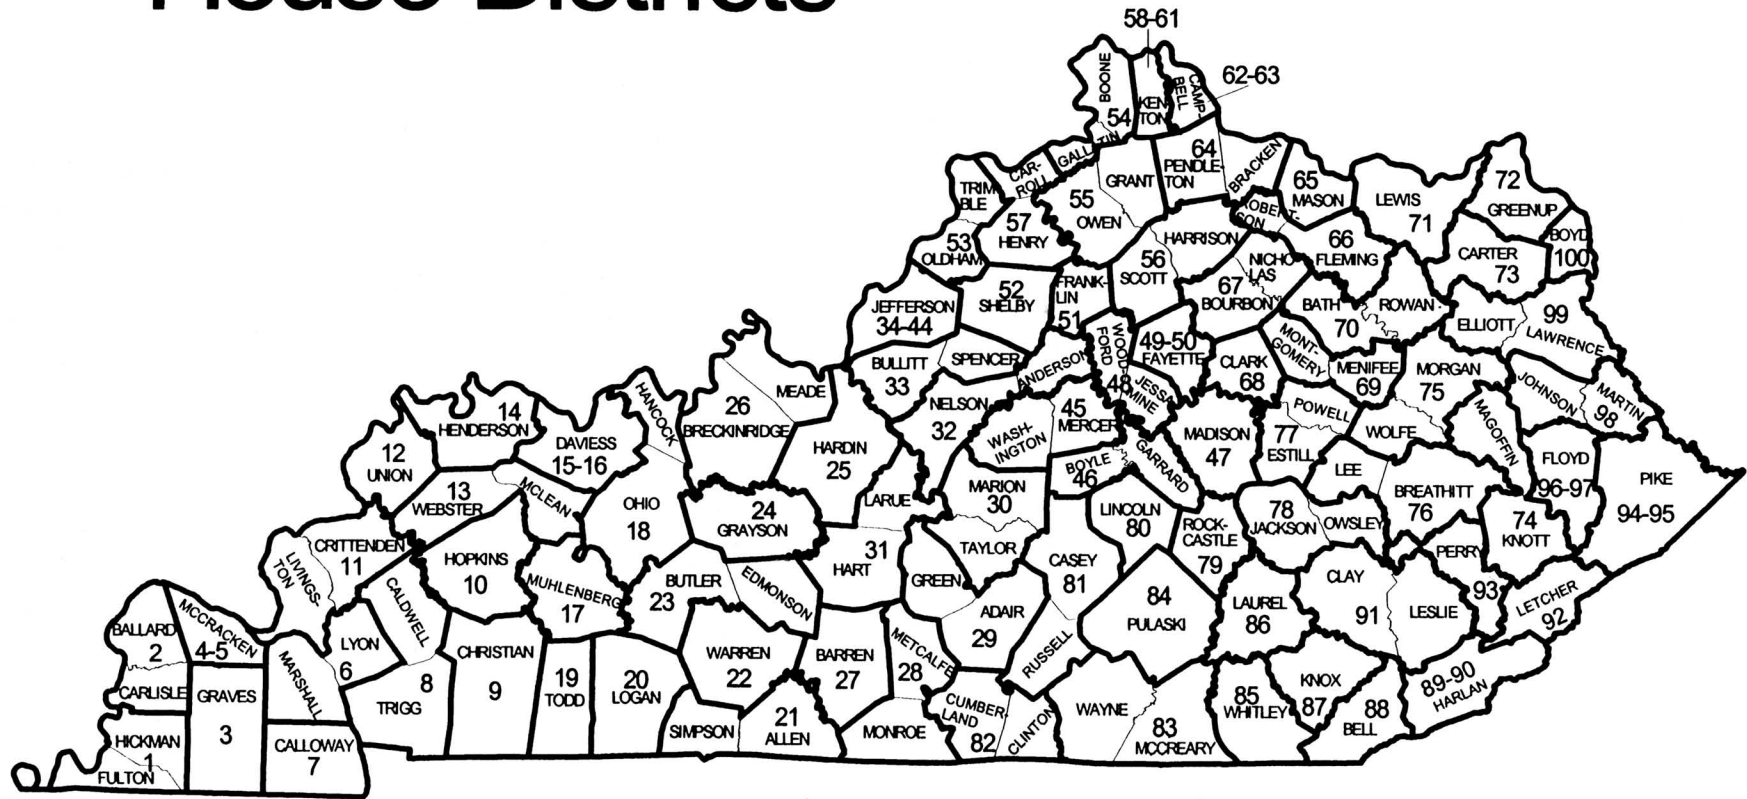 House Districts
58-61
62-63
BOONE
54
KEN-
TON
CAMP-
BELL
GALLATIN
CAR-
ROLL
TRIM-
BLE
GRANT
64
PENDLE-
TON
BRACKEN
65
MASON
LEWIS
71
72
GREENUP
BOYD
100
CARTER
73
55
OWEN
57
HENRY
53
OLDHAM
ROBERT-
SON
HARRISON
66
FLEMING
NICHO-
LAS
56
SCOTT
67
BOURBON
BATH
70
ROWAN
ELLIOTT
99
LAWRENCE
FRANK-
LIN
51
52
SHELBY
JEFFERSON
34-44
BULLITT
33
SPENCER
ANDERSON
WOOD-
FORD
48
49-50
FAYETTE
JESSA-
MINE
CLARK
68
MONT-
GOMERY
MENIFEE
69
MORGAN
75
JOHNSON
MARTIN
98
MAGOFFIN
POWELL
WOLFE
77
ESTILL
LEE
MADISON
47
GARRARD
45
MERCER
BOYLE
46
WASH-
INGTON
NELSON
32
MARION
30
HARDIN
25
LARUE
MEADE
26
BRECKINRIDGE
HANCOCK
DAVIESS
15-16
14
HENDERSON
12
UNION
13
WEBSTER
MCLEAN
OHIO
18
24
GRAYSON
31
HART
TAYLOR
GREEN
LINCOLN
80
CASEY
81
ROCK-
CASTLE
79
78
JACKSON
OWSLEY
BREATHITT
76
FLOYD
96-97
PIKE
94-95
74
KNOTT
PERRY
93
LETCHER
92
CLAY
91
LESLIE
LAUREL
86
84
PULASKI
ADAIR
29
RUSSELL
METCALFE
28
EDMONSON
BUTLER
23
MUHLENBERG
17
HOPKINS
10
CRITTENDEN
11
LIVINGS-
TON
CALDWELL
LYON
6
MCCRACKEN
4-5
BALLARD
2
CARLISLE
GRAVES
3
MARSHALL
HICKMAN
1
FULTON
CALLOWAY
7
8
TRIGG
CHRISTIAN
9
19
TODD
20
LOGAN
WARREN
22
SIMPSON
21
ALLEN
BARREN
27
MONROE
CUMBER-
LAND
82
CLINTON
WAYNE
83
MCCREARY
85
WHITLEY
KNOX
87
88
BELL
89-90
HARLAN